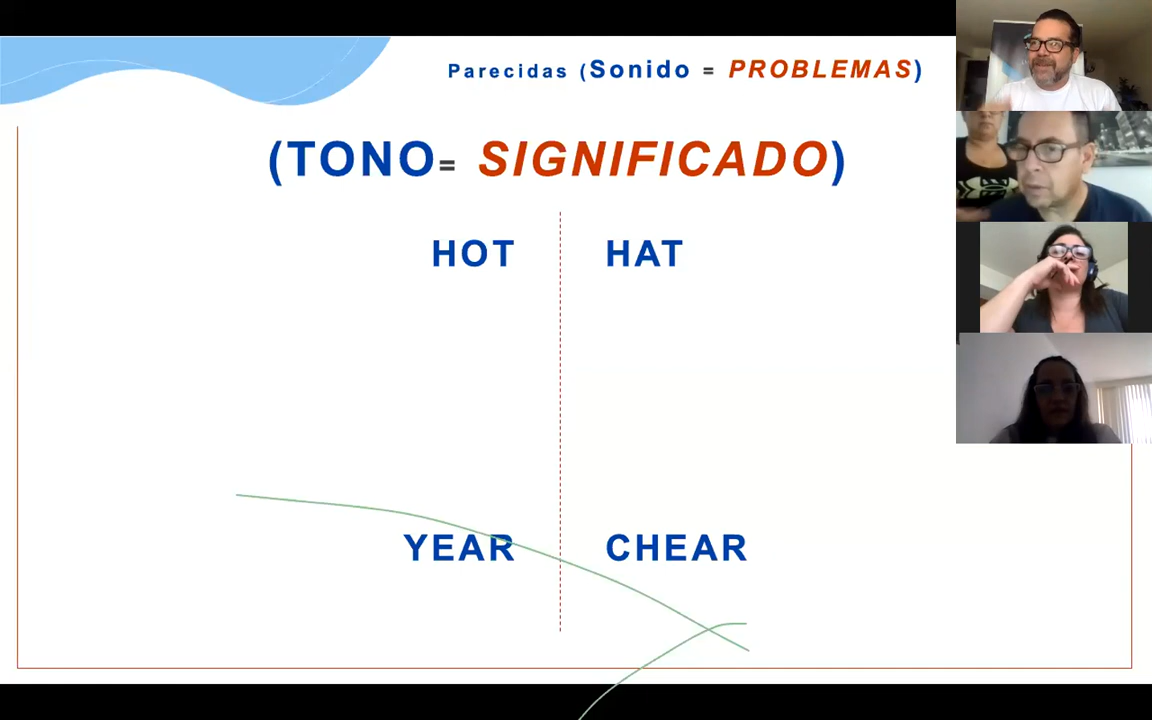 Parecidas (Sonido = PROBLEMAS)
(TONO= SIGNIFICADO)
HOT HAT
YEAR CHEAR